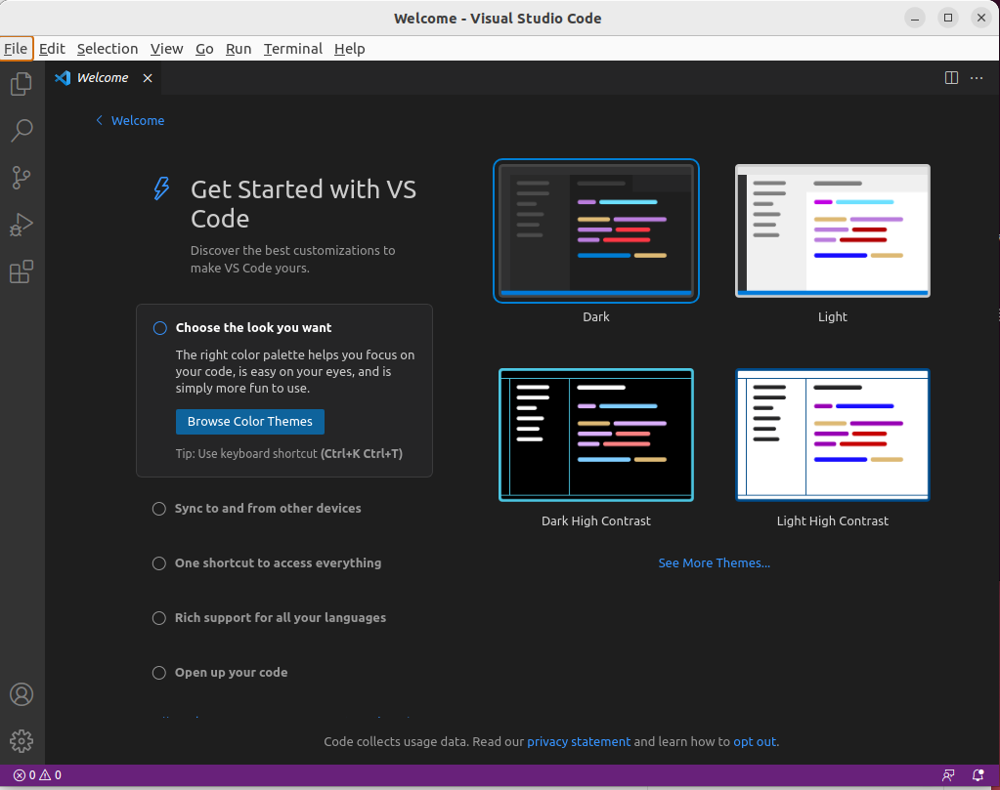 Welcome - Visual Studio Code
File Edit Selection View Go Run Terminal Help
Welcome
Welcome
Get Started with VS
Code
Discover the best customizations to
make VS Code yours.
Choose the look you want
The right color palette helps you focus on
your code, is easy on your eyes, and is
simply more fun to use.
Browse Color Themes
Tip: Use keyboard shortcut (Ctrl+K Ctrl+T)
Sync to and from other devices
One shortcut to access everything
Rich support for all your languages
Open up your code
Dark
Light
Dark High Contrast
Light High Contrast
See More Themes...
Code collects usage data. Read our privacy statement and learn how to opt out.
0 0